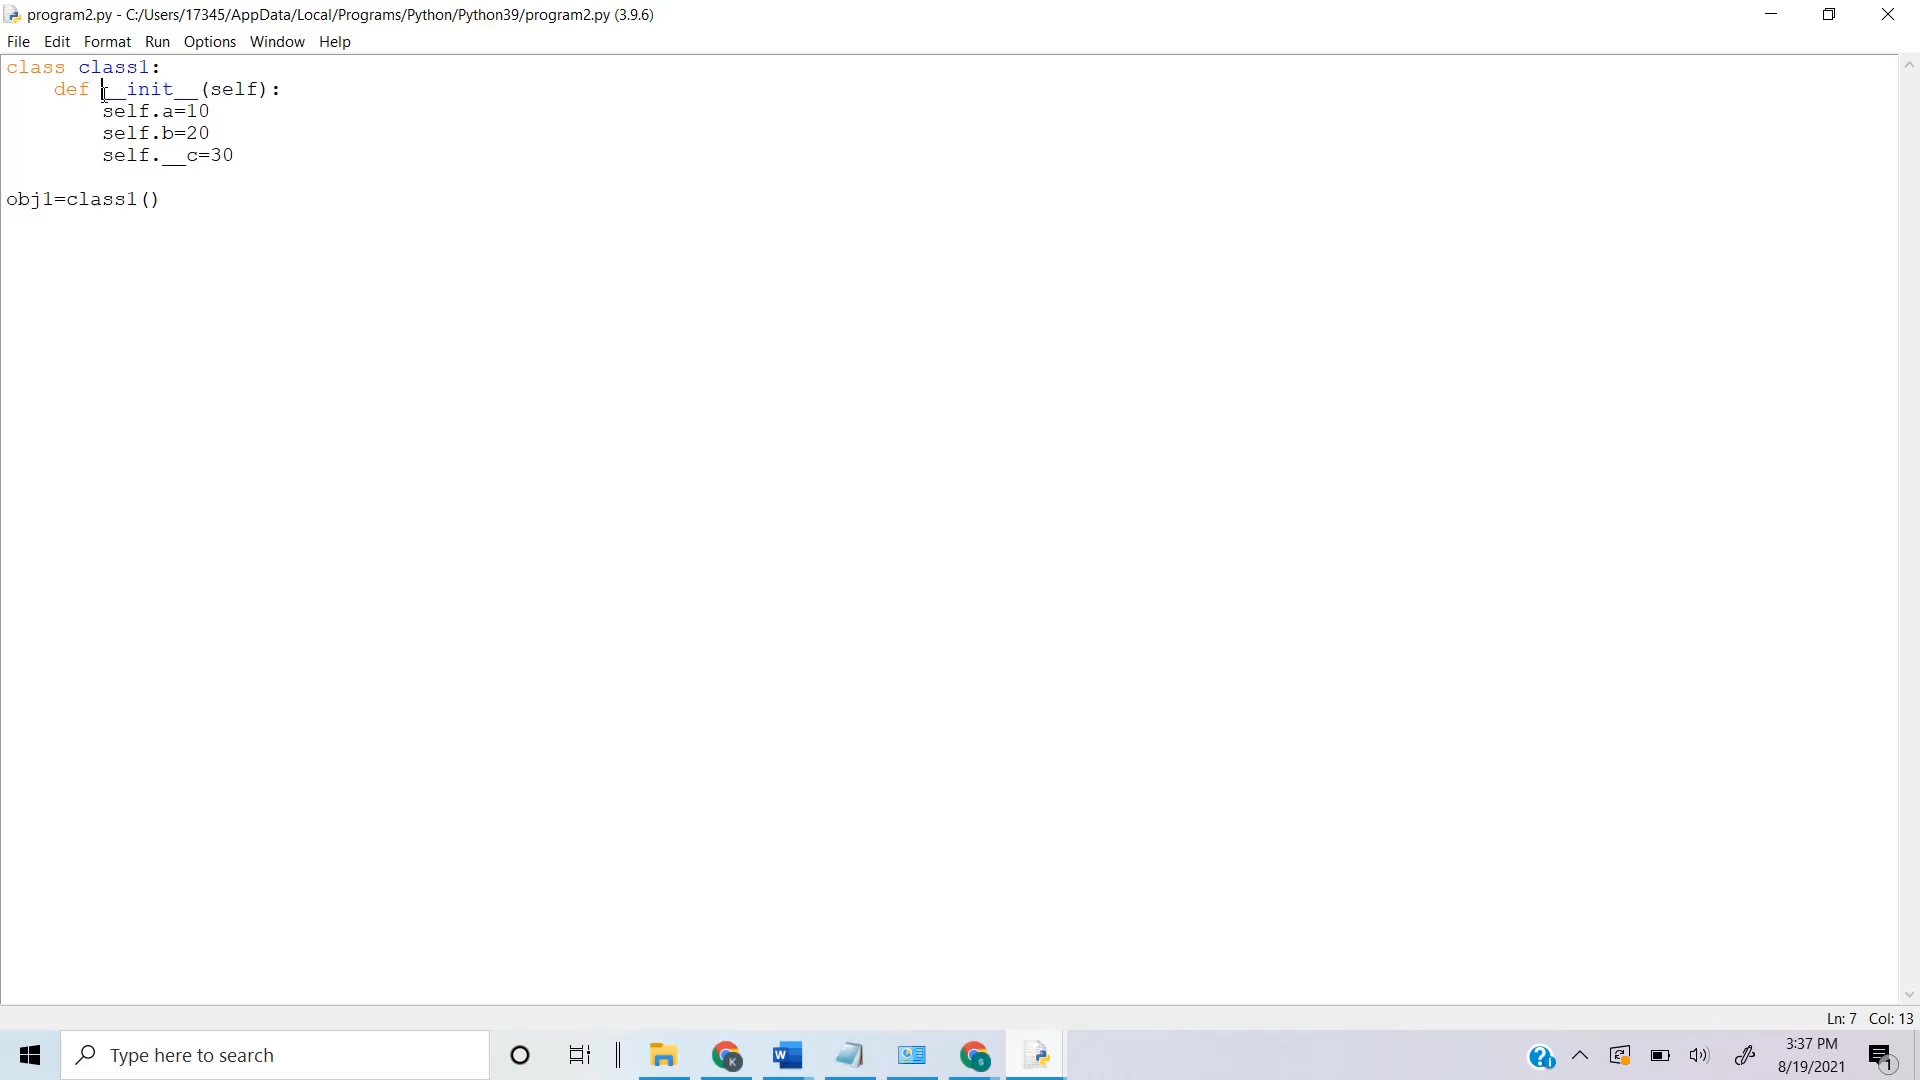 program2.py - C:/Users/17345/AppData/Local/Programs/Python/Python39/program2.py (3.9.6)
File Edit Format Run Options Window Help
class class1:
    def __init__(self):
        self.a=10
        self.b=20
        self.__c=30
obj1=class1()
Ln: 7 Col: 13
Type here to search
3:37 PM
8/19/2021
1